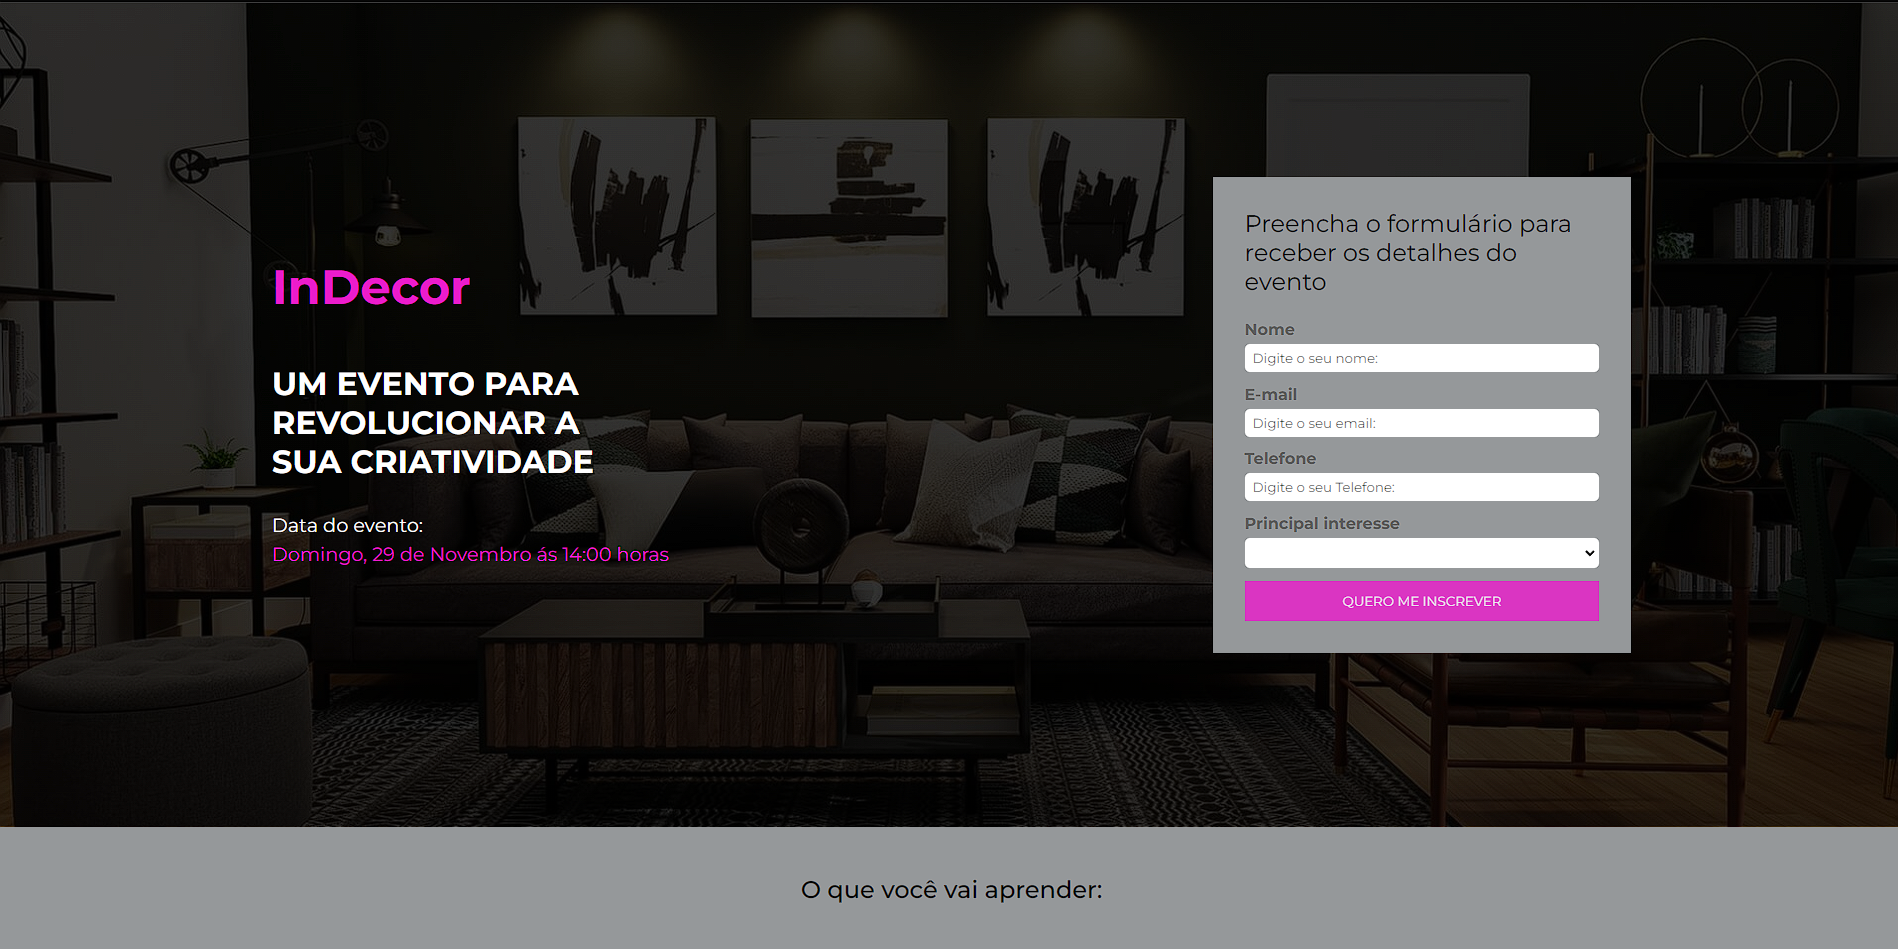 InDecor
UM EVENTO PARA
REVOLUCIONAR A
SUA CRIATIVIDADE
Data do evento:
Domingo, 29 de Novembro ás 14:00 horas
Preencha o formulário para
receber os detalhes do
evento
Nome
Digite o seu nome:
E-mail
Digite o seu email:
Telefone
Digite o seu Telefone:
Principal interesse
QUERO ME INSCREVER
O que você vai aprender: